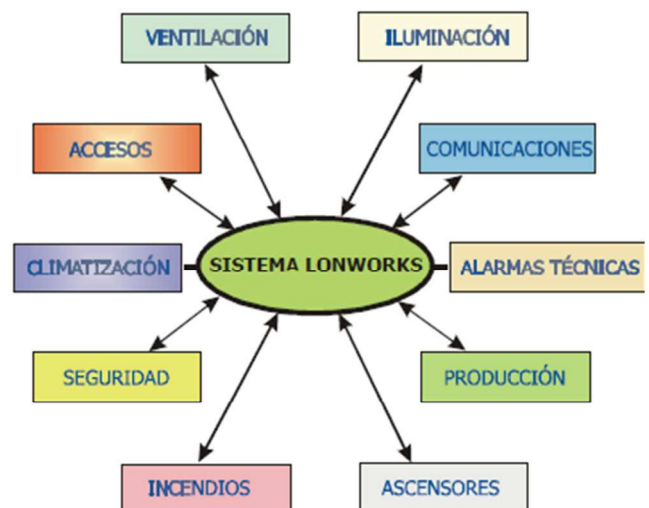 VENTILACIÓN
ILUMINACIÓN
ACCESOS
COMUNICACIONES
CLIMATIZACIÓN
SISTEMA LONWORKS
ALARMAS TÉCNICAS
SEGURIDAD
PRODUCCIÓN
INCENDIOS
ASCENSORES